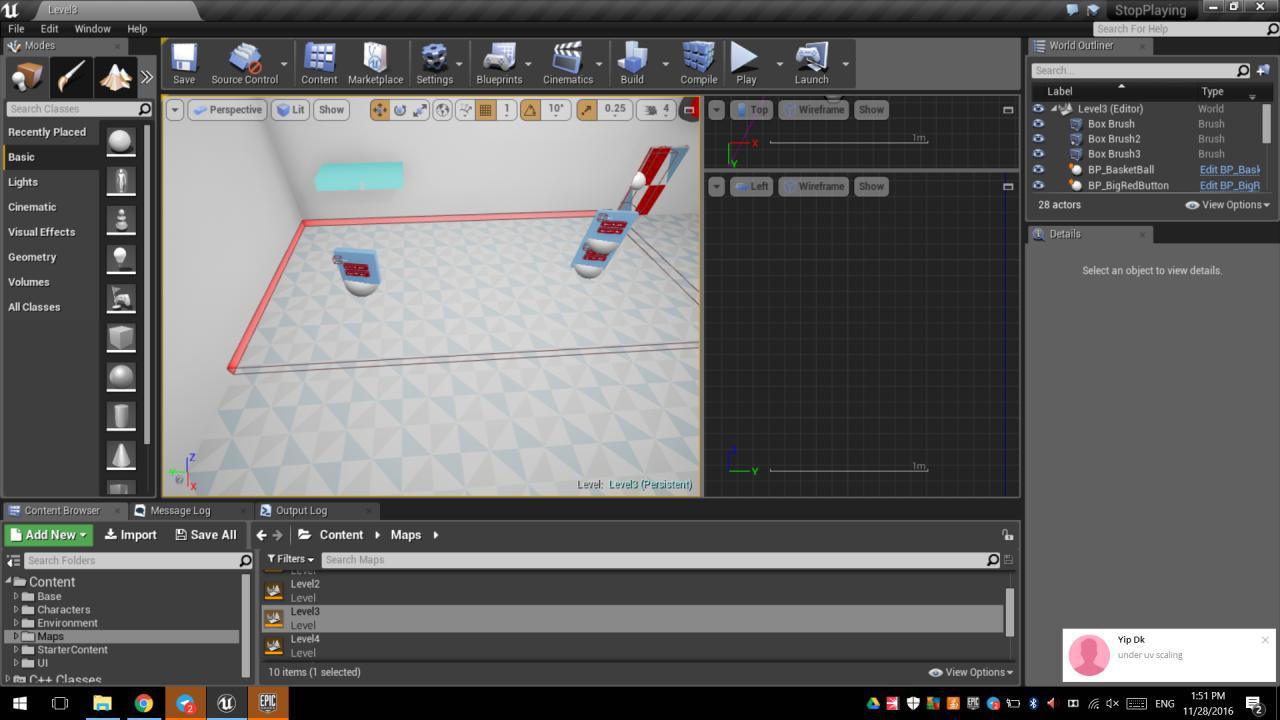 Level3
StopPlaying
File Edit Window Help
Search For Help
Modes
Search Classes
Recently Placed
Basic
Lights
Cinematic
Visual Effects
Geometry
Volumes
All Classes
Save
Source Control
Content
Marketplace
Settings
Blueprints
Cinematics
Build
Compile
Play
Launch
Perspective
Lit
Show
1
10°
0.25
4
Z
Y
X
Level: Level3 (Persistent)
Top
Wireframe
Show
1m
X
Y
Left
Wireframe
Show
Y
1m
World Outliner
Search...
Label Type
Level3 (Editor) World
Box Brush Brush
Box Brush2 Brush
Box Brush3 Brush
BP_BasketBall Edit BP_Bask
BP_BigRedButton Edit BP_BigR
28 actors View Options
Details
Select an object to view details.
Content Browser
Message Log
Output Log
Add New
Import
Save All
Content
Maps
Search Folders
Filters
Search Maps
Content
Base
Characters
Environment
Maps
StarterContent
UI
C++ Classes
Level
Level2
Level
Level3
Level
Level4
Level
10 items (1 selected)
View Options
Yip Dk
under uv scaling
2
EPIC
ENG
1:51 PM
11/28/2016
2